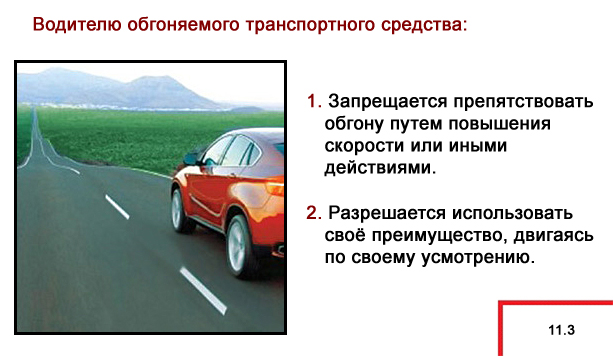 Водителю обгоняемого транспортного средства:
1. Запрещается препятствовать
обгону путем повышения
скорости или иными
действиями.
2. Разрешается использовать
своё преимущество, двигаясь
по своему усмотрению.
11.3